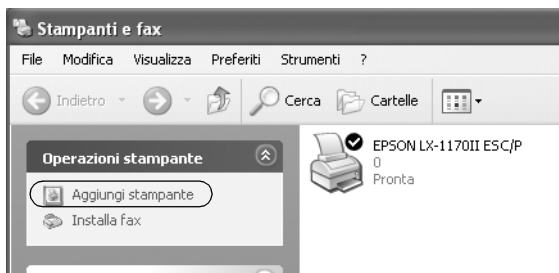 Stampanti e fax
File Modifica Visualizza Preferiti Strumenti ?
Indietro Cerca Cartelle
Operazioni stampante
Aggiungi stampante
Installa fax
EPSON LX-1170II ESC/P
0
Pronta